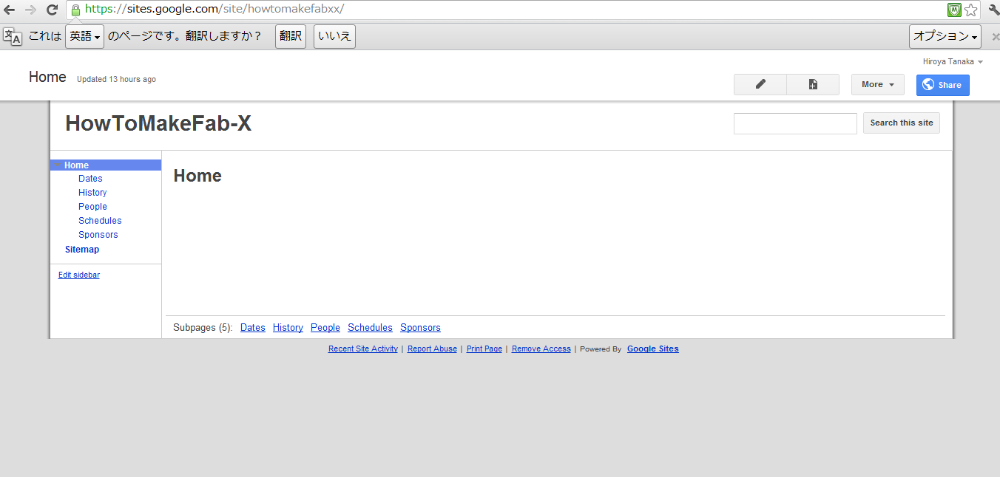 https://sites.google.com/site/howtomakefabxx/
文 A これは 英語 のページです。翻訳しますか？ 翻訳 いいえ オプション
Hiroya Tanaka
Home Updated 13 hours ago More Share
HowToMakeFab-X Search this site
Home
Dates
History
People
Schedules
Sponsors
Sitemap
Edit sidebar
Home
Subpages (5): Dates History People Schedules Sponsors
Recent Site Activity | Report Abuse | Print Page | Remove Access | Powered By Google Sites